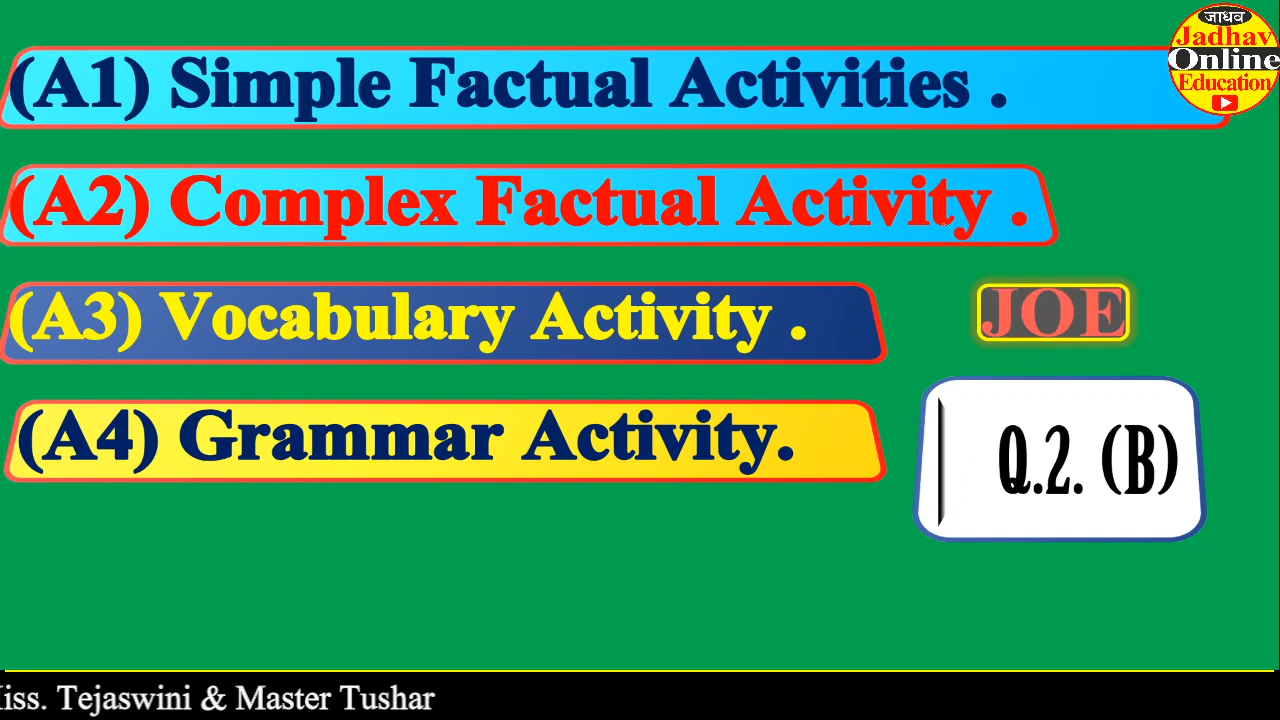 जाधव
Jadhav
Online
Education
(A1) Simple Factual Activities .
(A2) Complex Factual Activity .
(A3) Vocabulary Activity .
JOE
(A4) Grammar Activity.
Q.2. (B)
Tejaswini & Master Tushar